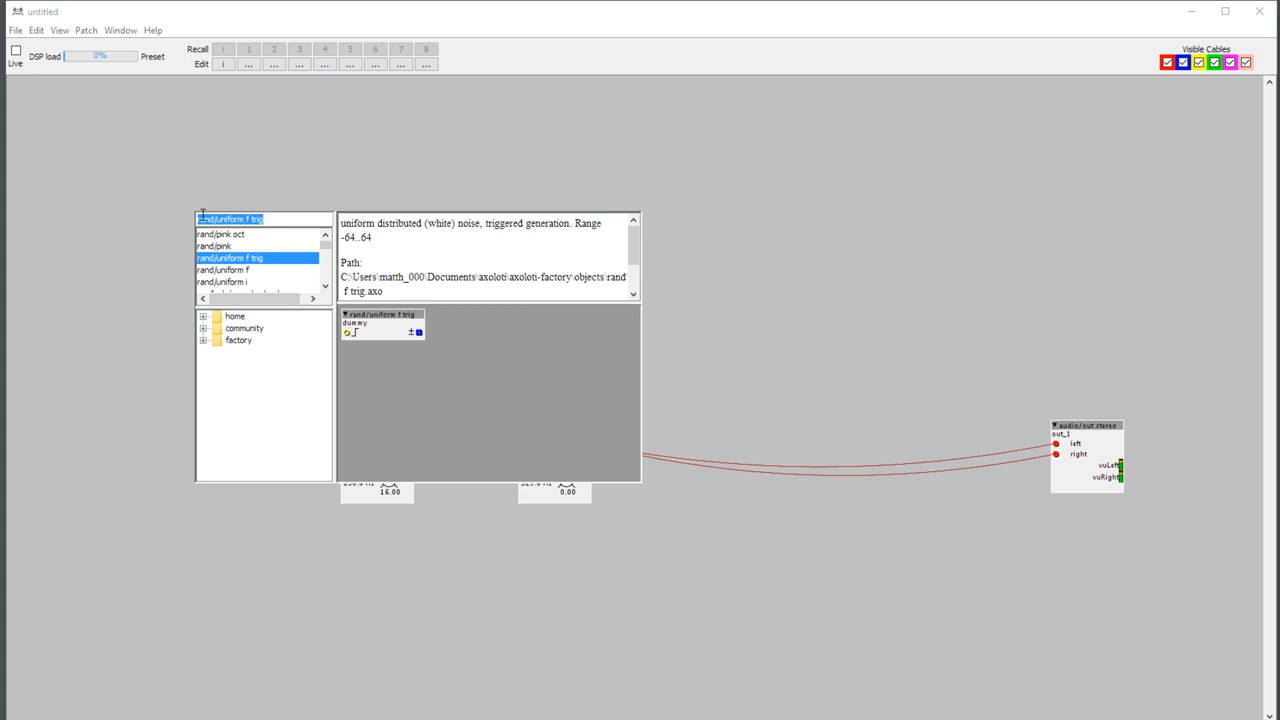 untitled
File Edit View Patch Window Help
Live
DSP load 0% Preset
Recall i 1 2 3 4 5 6 7 8
Edit i ... ... ... ... ... ... ... ...
Visible Cables
rand/uniform f trig
rand/pink oct
rand/pink
rand/uniform f trig
rand/uniform f
rand/uniform i
home
community
factory
uniform distributed (white) noise, triggered generation. Range
-64..64
Path:
C:\Users\matth_000\Documents\axoloti\axoloti-factory\objects\rand
f trig.axo
rand/uniform f trig
dummy
±
16.00
0.00
audio/out stereo
out_1
left
right
vuLeft
vuRight